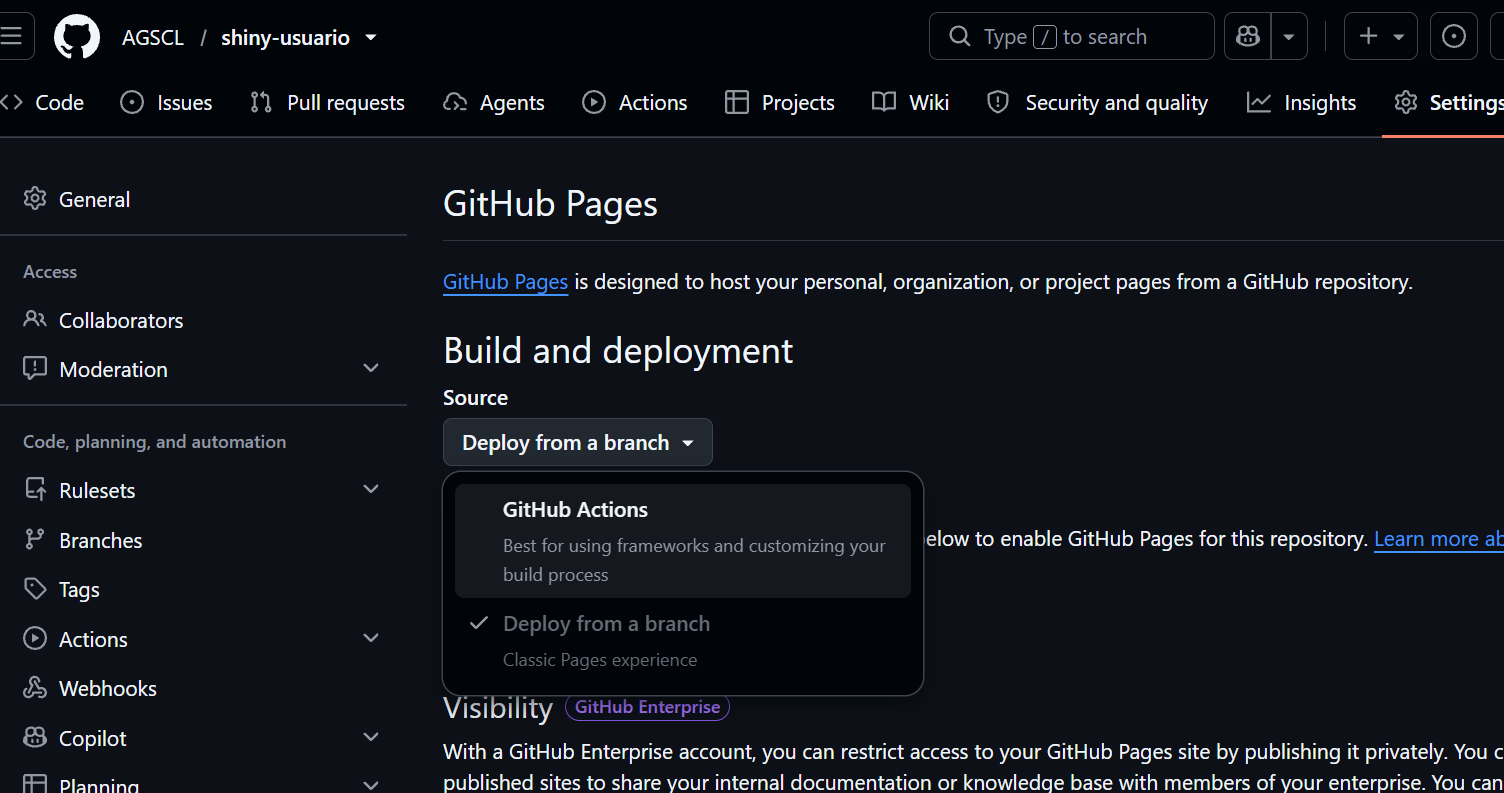 AGSCL / shiny-usuario
Type / to search
Code
Issues
Pull requests
Agents
Actions
Projects
Wiki
Security and quality
Insights
Settings
General
Access
Collaborators
Moderation
Code, planning, and automation
Rulesets
Branches
Tags
Actions
Webhooks
Copilot
Planning
GitHub Pages
GitHub Pages is designed to host your personal, organization, or project pages from a GitHub repository.
Build and deployment
Source
Deploy from a branch
GitHub Actions
Best for using frameworks and customizing your
build process
Deploy from a branch
Classic Pages experience
elow to enable GitHub Pages for this repository. Learn more ab
Visibility GitHub Enterprise
With a GitHub Enterprise account, you can restrict access to your GitHub Pages site by publishing it privately. You c
published sites to share your internal documentation or knowledge base with members of your enterprise. You can